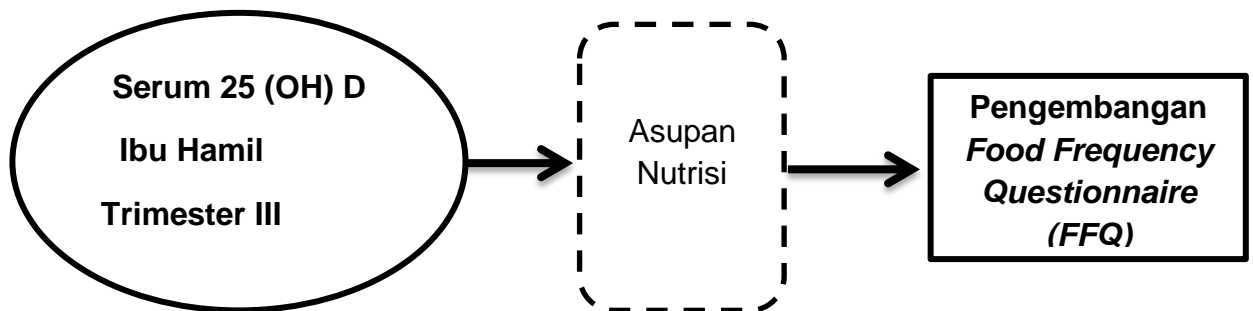 Serum 25 (OH) D
Ibu Hamil
Trimester III
Asupan
Nutrisi
Pengembangan
Food Frequency
Questionnaire
(FFQ)